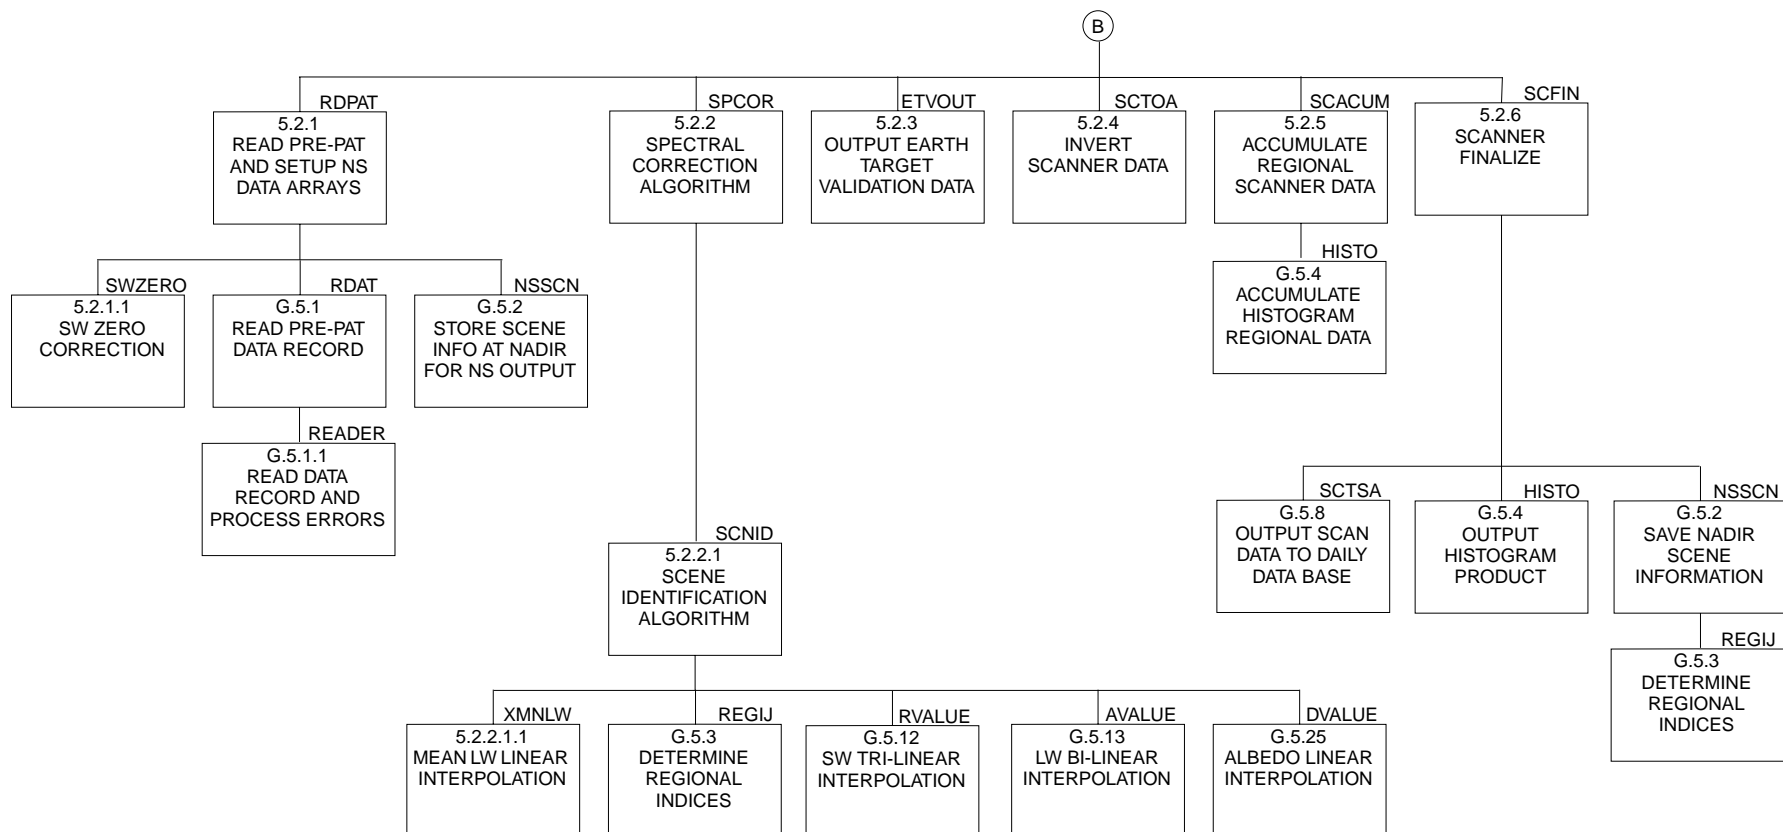 B
RDPAT
5.2.1
READ PRE-PAT
AND SETUP NS
DATA ARRAYS
SPCOR
5.2.2
SPECTRAL
CORRECTION
ALGORITHM
ETVOUT
5.2.3
OUTPUT EARTH
TARGET
VALIDATION DATA
SCTOA
5.2.4
INVERT
SCANNER DATA
SCACUM
5.2.5
ACCUMULATE
REGIONAL
SCANNER DATA
SCFIN
5.2.6
SCANNER
FINALIZE
SWZERO
5.2.1.1
SW ZERO
CORRECTION
RDAT
G.5.1
READ PRE-PAT
DATA RECORD
NSSCN
G.5.2
STORE SCENE
INFO AT NADIR
FOR NS OUTPUT
HISTO
G.5.4
ACCUMULATE
HISTOGRAM
REGIONAL DATA
READER
G.5.1.1
READ DATA
RECORD AND
PROCESS ERRORS
SCTSA
G.5.8
OUTPUT SCAN
DATA TO DAILY
DATA BASE
HISTO
G.5.4
OUTPUT
HISTOGRAM
PRODUCT
NSSCN
G.5.2
SAVE NADIR
SCENE
INFORMATION
SCNID
5.2.2.1
SCENE
IDENTIFICATION
ALGORITHM
REGIJ
G.5.3
DETERMINE
REGIONAL
INDICES
XMNLW
5.2.2.1.1
MEAN LW LINEAR
INTERPOLATION
REGIJ
G.5.3
DETERMINE
REGIONAL
INDICES
RVALUE
G.5.12
SW TRI-LINEAR
INTERPOLATION
AVALUE
G.5.13
LW BI-LINEAR
INTERPOLATION
DVALUE
G.5.25
ALBEDO LINEAR
INTERPOLATION